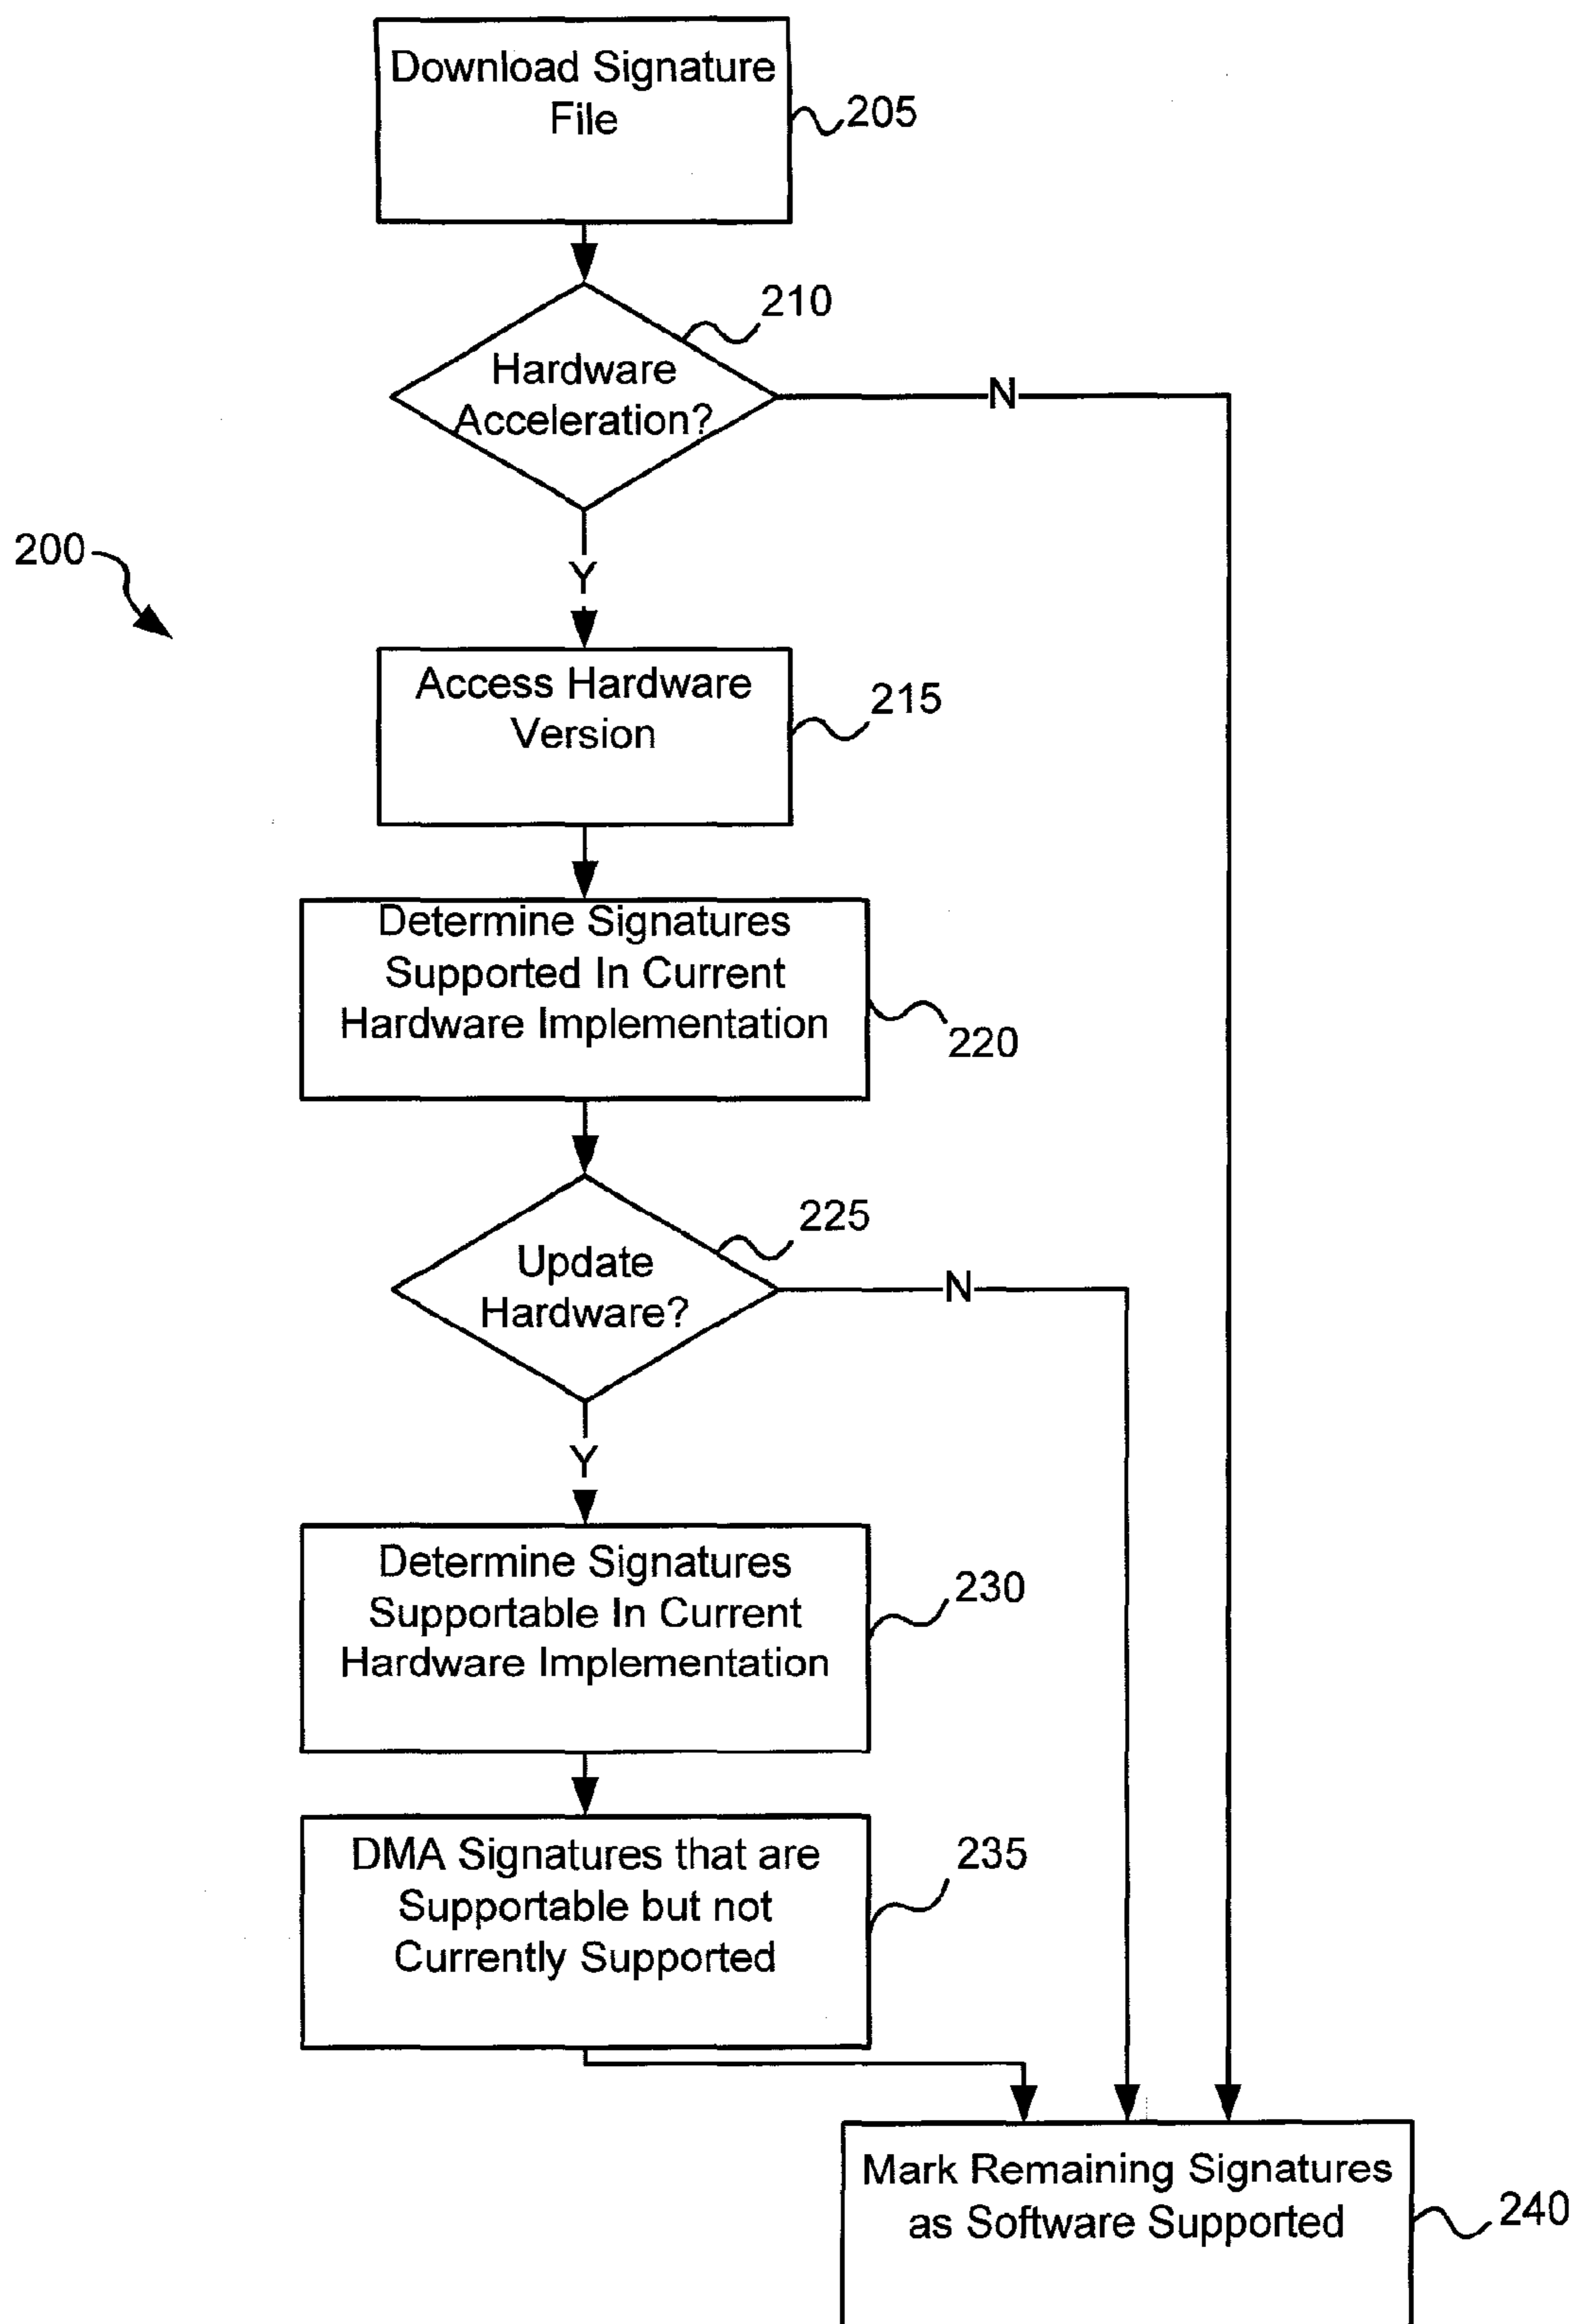 Download Signature
File
205
210
Hardware
Acceleration?
N
200
Y
Access Hardware
Version
215
Determine Signatures
Supported In Current
Hardware Implementation
220
225
Update
Hardware?
N
Y
Determine Signatures
Supportable In Current
Hardware Implementation
230
DMA Signatures that are
Supportable but not
Currently Supported
235
Mark Remaining Signatures
as Software Supported
240